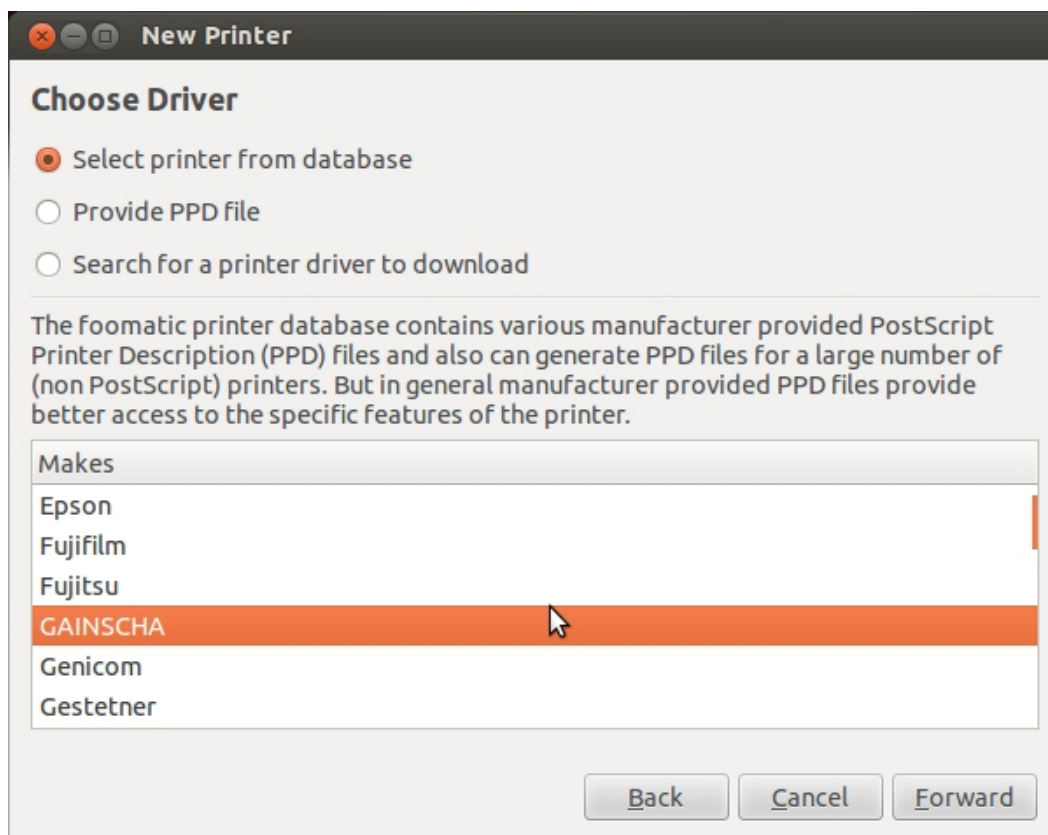 New Printer
Choose Driver
Select printer from database
Provide PPD file
Search for a printer driver to download
The foomatic printer database contains various manufacturer provided PostScript
Printer Description (PPD) files and also can generate PPD files for a large number of
(non PostScript) printers. But in general manufacturer provided PPD files provide
better access to the specific features of the printer.
Makes
Epson
Fujifilm
Fujitsu
GAINSCHA
Genicom
Gestetner
Back Cancel Forward